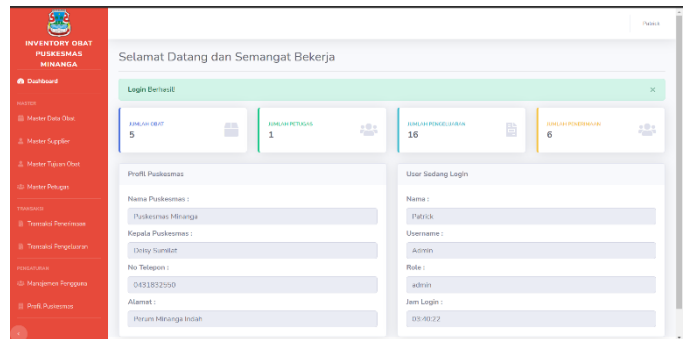 INVENTORY OBAT
PUSKESMAS
MINANGA
Dashboard
MASTER
Master Data Obat
Master Supplier
Master Tujuan Obat
Master Petugas
TRANSAKSI
Transaksi Penerimaan
Transaksi Pengeluaran
PENGATURAN
Manajemen Pengguna
Profil Puskesmas
Patrick
Selamat Datang dan Semangat Bekerja
Login Berhasil!
×
JUMLAH OBAT
5
JUMLAH PETUGAS
1
JUMLAH PENGELUARAN
16
JUMLAH PENERIMAAN
6
Profil Puskesmas
Nama Puskesmas :
Puskesmas Minanga
Kepala Puskesmas :
Deisy Sumilat
No Telepon :
0431832550
Alamat :
Perum Minanga Indah
User Sedang Login
Nama :
Patrick
Username :
Admin
Role :
admin
Jam Login :
03:40:22